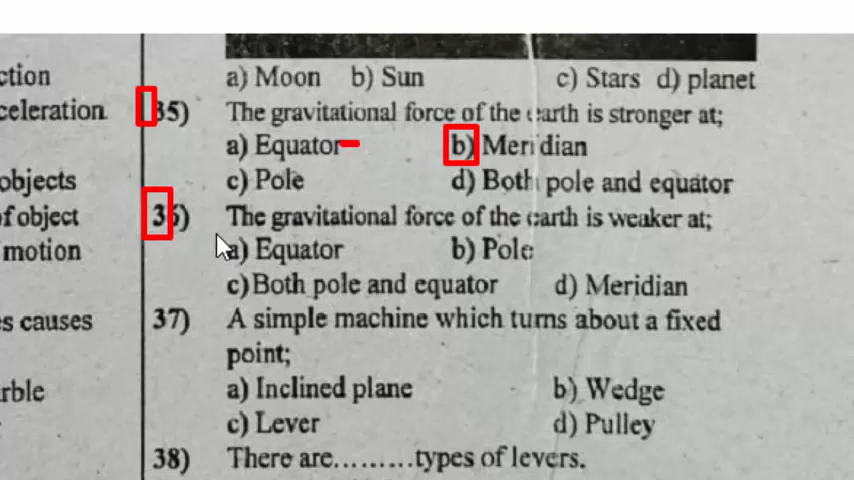 a) Moon b) Sun c) Stars d) planet
ction
35) The gravitational force of the earth is stronger at;
celeration
a) Equator b) Meridian
c) Pole d) Both pole and equator
objects
36) The gravitational force of the earth is weaker at;
of object
a) Equator b) Pole
motion
c)Both pole and equator d) Meridian
37) A simple machine which turns about a fixed
s causes
point;
a) Inclined plane b) Wedge
rble
c) Lever d) Pulley
38) There are.........types of levers.